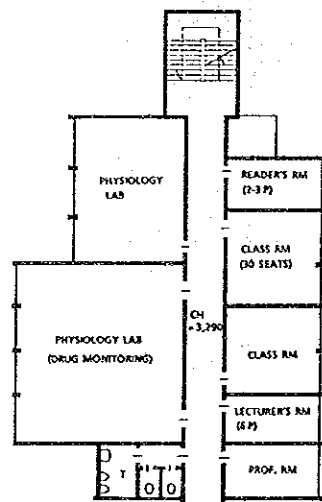 PHYSIOLOGY
LAB
READER'S RM
(2-3 P)
CLASS RM
(30 SEATS)
CH
=3,290
PHYSIOLOGY LAB
(DRUG MONITORING)
CLASS RM
LECTURER'S RM
(6 P)
T
PROF. RM